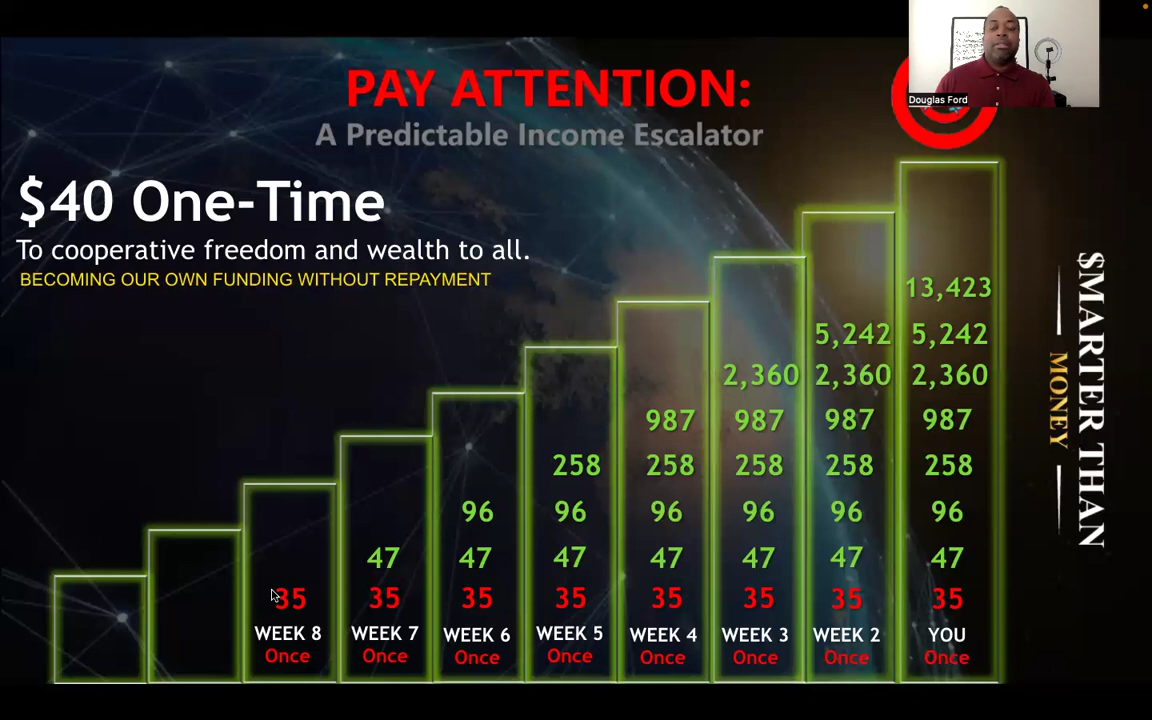 PAY ATTENTION:
A Predictable Income Escalator
Douglas Ford
$40 One-Time
To cooperative freedom and wealth to all.
BECOMING OUR OWN FUNDING WITHOUT REPAYMENT
13,423
5,242 5,242
2,360 2,360 2,360
987 987 987 987
258 258 258 258 258
96 96 96 96 96 96
47 47 47 47 47 47 47
35 35 35 35 35 35 35 35
WEEK 8 WEEK 7 WEEK 6 WEEK 5 WEEK 4 WEEK 3 WEEK 2 YOU
Once Once Once Once Once Once Once Once
$MARTER THAN
MONEY